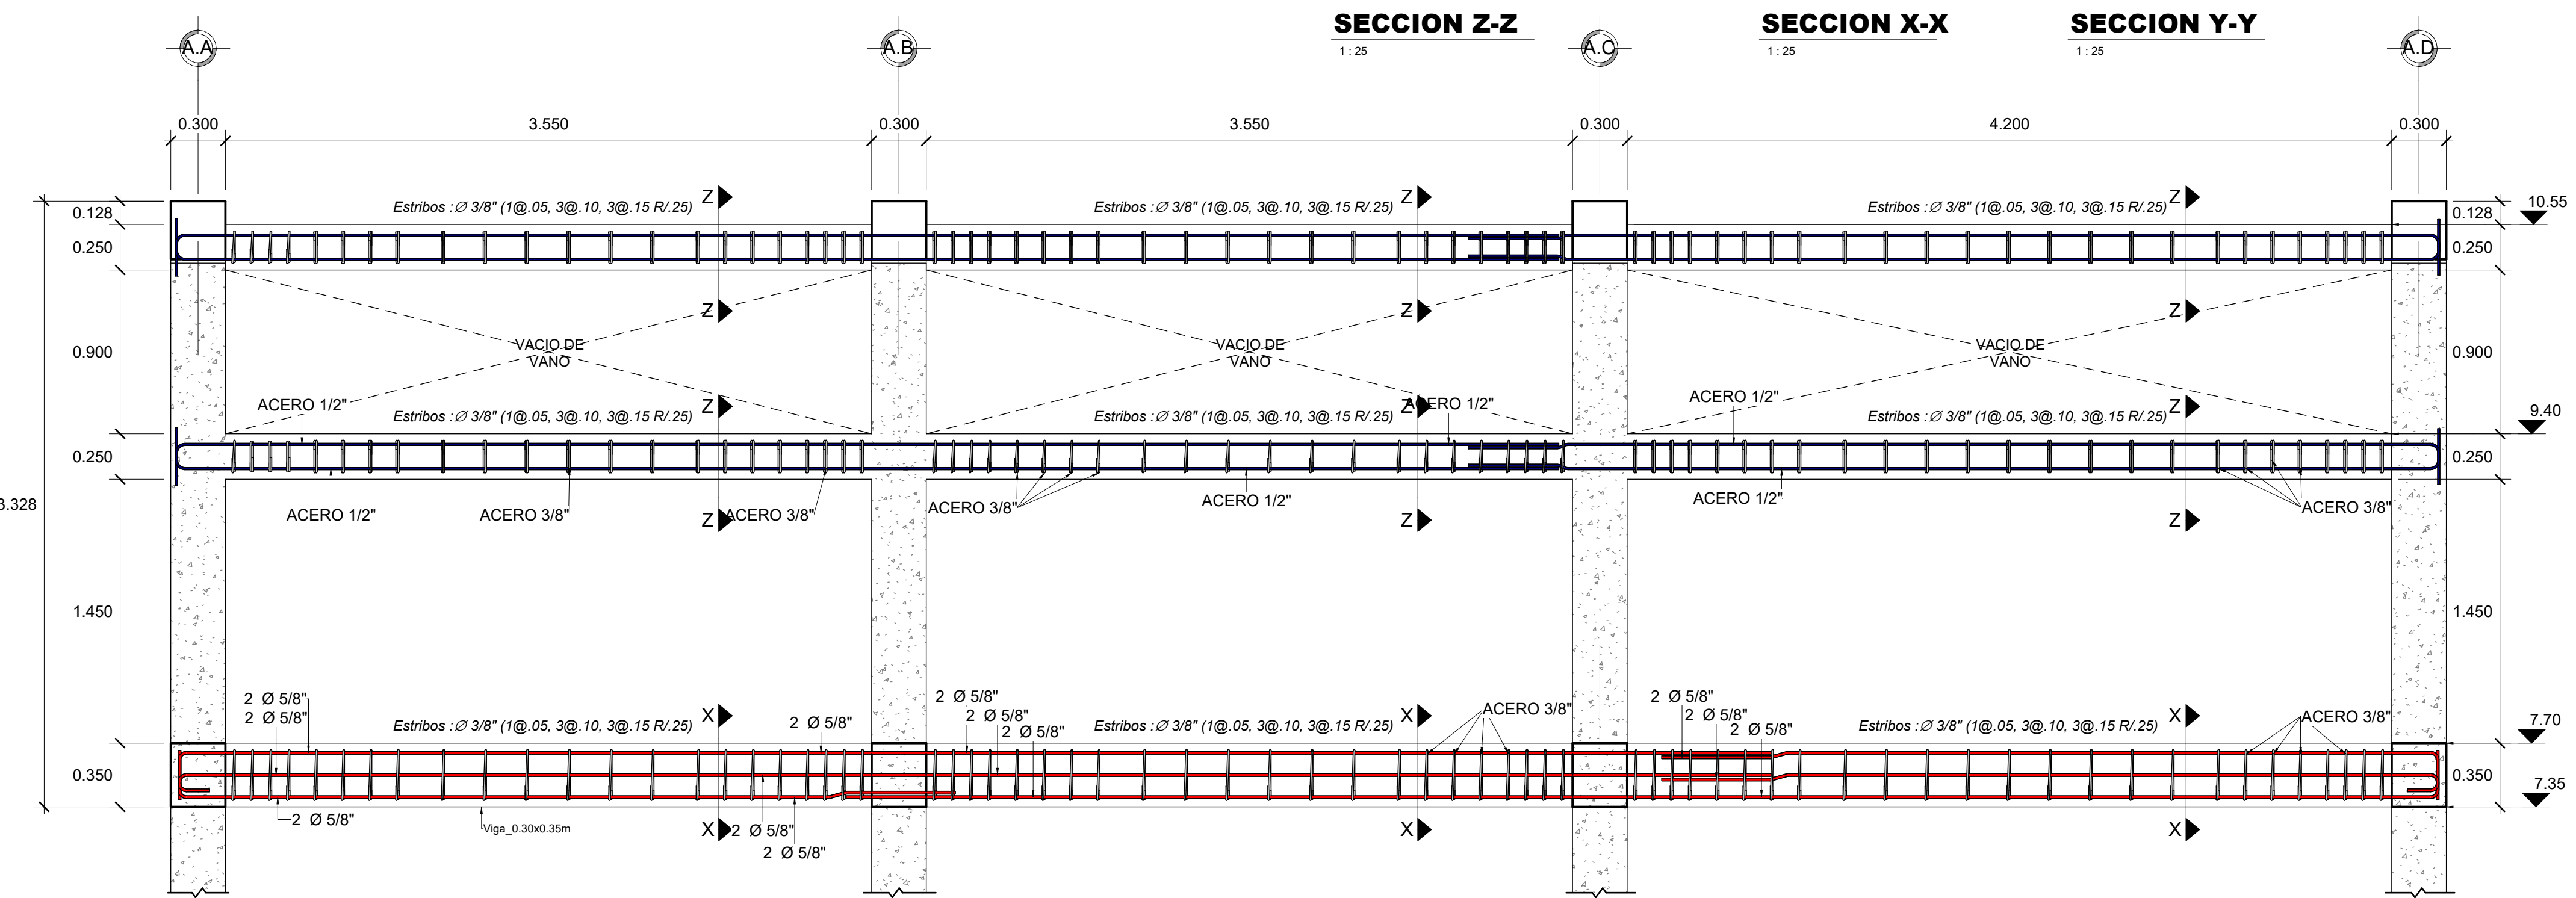 SECCION Z-Z
1 : 25
SECCION X-X
1 : 25
SECCION Y-Y
1 : 25
A.A
A.B
A.C
A.D
0.300
3.550
0.300
3.550
0.300
4.200
0.300
0.128
Estribos : Ø 3/8" (1@.05, 3@.10, 3@.15 R/.25)
Z
Estribos : Ø 3/8" (1@.05, 3@.10, 3@.15 R/.25)
Z
Estribos : Ø 3/8" (1@.05, 3@.10, 3@.15 R/.25)
Z
0.128
10.55
0.250
0.250
Z
Z
Z
0.900
VACIO DE
VANO
VACIO DE
VANO
VACIO DE
VANO
0.900
ACERO 1/2"
Estribos : Ø 3/8" (1@.05, 3@.10, 3@.15 R/.25)
Z
Estribos : Ø 3/8" (1@.05, 3@.10, 3@.15 R/.25)
Z
ACERO 1/2"
ACERO 1/2"
Estribos : Ø 3/8" (1@.05, 3@.10, 3@.15 R/.25)
Z
9.40
0.250
0.250
3.328
ACERO 1/2"
ACERO 3/8"
Z
ACERO 3/8"
ACERO 3/8"
ACERO 1/2"
Z
ACERO 1/2"
Z
ACERO 3/8"
1.450
1.450
2 Ø 5/8"
2 Ø 5/8"
Estribos : Ø 3/8" (1@.05, 3@.10, 3@.15 R/.25)
X
2 Ø 5/8"
2 Ø 5/8"
2 Ø 5/8"
2 Ø 5/8"
Estribos : Ø 3/8" (1@.05, 3@.10, 3@.15 R/.25)
X
ACERO 3/8"
2 Ø 5/8"
2 Ø 5/8"
2 Ø 5/8"
Estribos : Ø 3/8" (1@.05, 3@.10, 3@.15 R/.25)
X
ACERO 3/8"
7.70
0.350
0.350
7.35
2 Ø 5/8"
Viga_0.30x0.35m
X
2 Ø 5/8"
2 Ø 5/8"
X
X